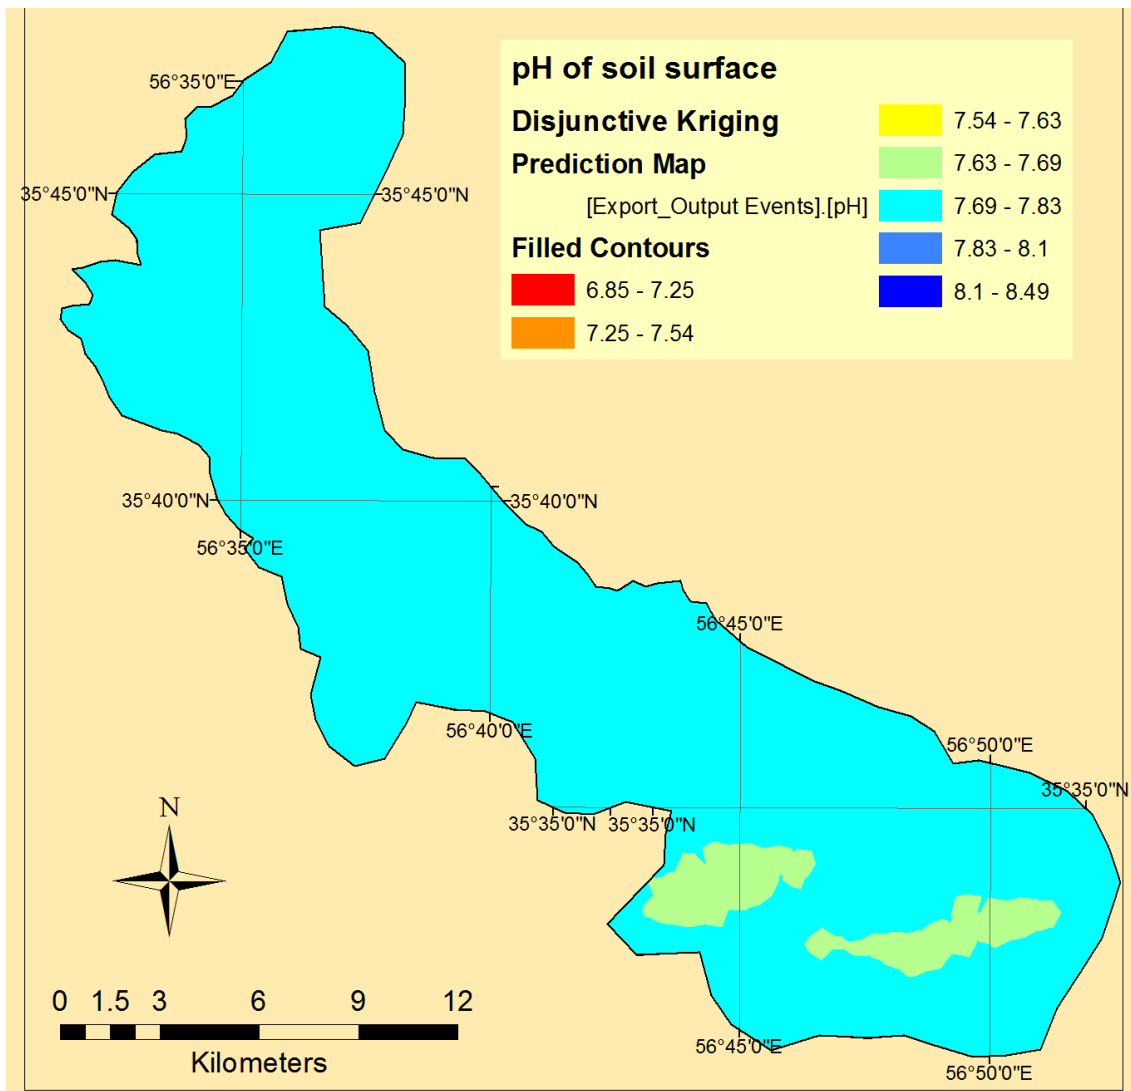 pH of soil surface
Disjunctive Kriging
Prediction Map
[Export_Output Events].[pH]
Filled Contours
6.85 - 7.25
7.25 - 7.54
7.54 - 7.63
7.63 - 7.69
7.69 - 7.83
7.83 - 8.1
8.1 - 8.49
56°35'0"E
35°45'0"N
35°45'0"N
35°40'0"N
35°40'0"N
56°35'0"E
56°45'0"E
56°40'0"E
56°50'0"E
35°35'0"N
35°35'0"N
35°35'0"N
N
0 1.5 3 6 9 12
Kilometers
56°45'0"E
56°50'0"E